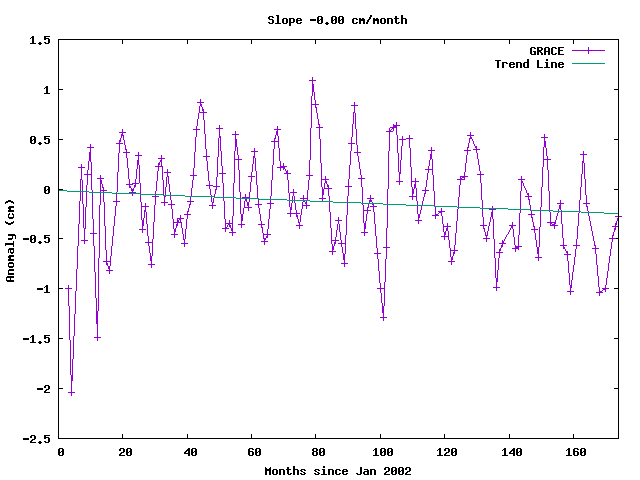 Slope -0.00 cm/month
GRACE
Trend Line
Anomaly (cm)
1.5
1
0.5
0
-0.5
-1
-1.5
-2
-2.5
0 20 40 60 80 100 120 140 160
Months since Jan 2002